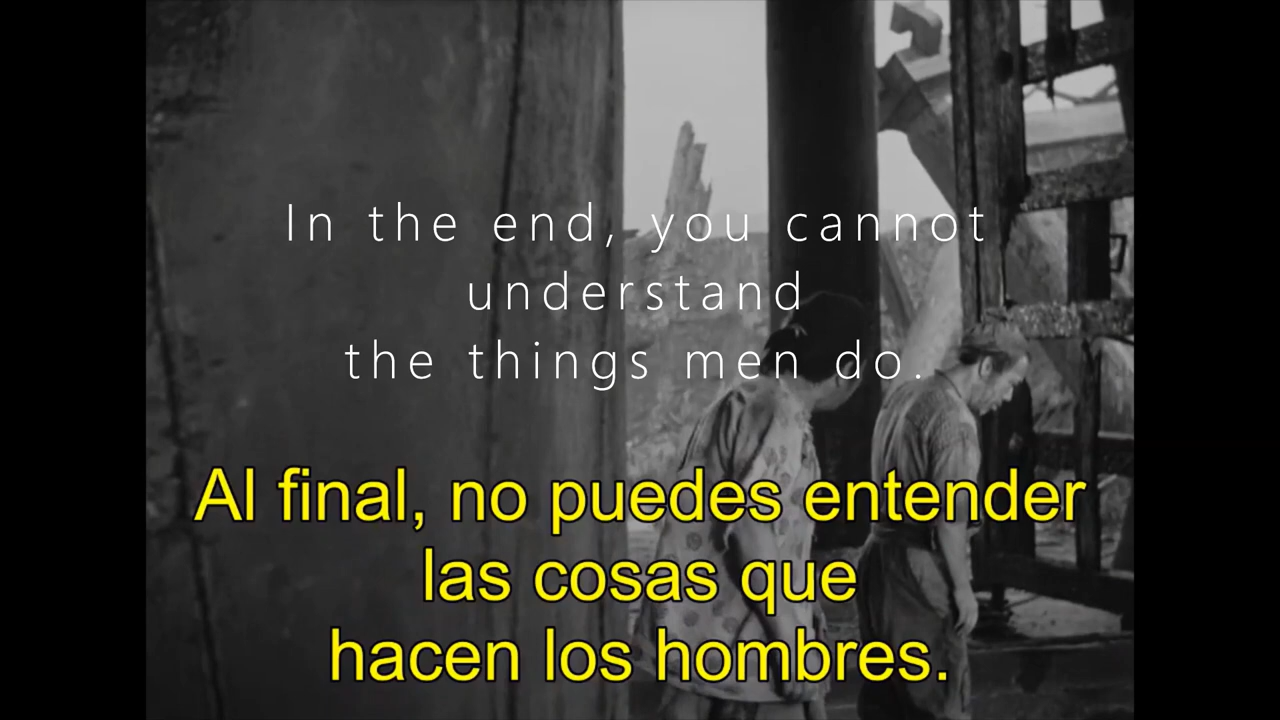 In the end, you cannot
understand
the things men do.
Al final, no puedes entender
las cosas que
hacen los hombres.